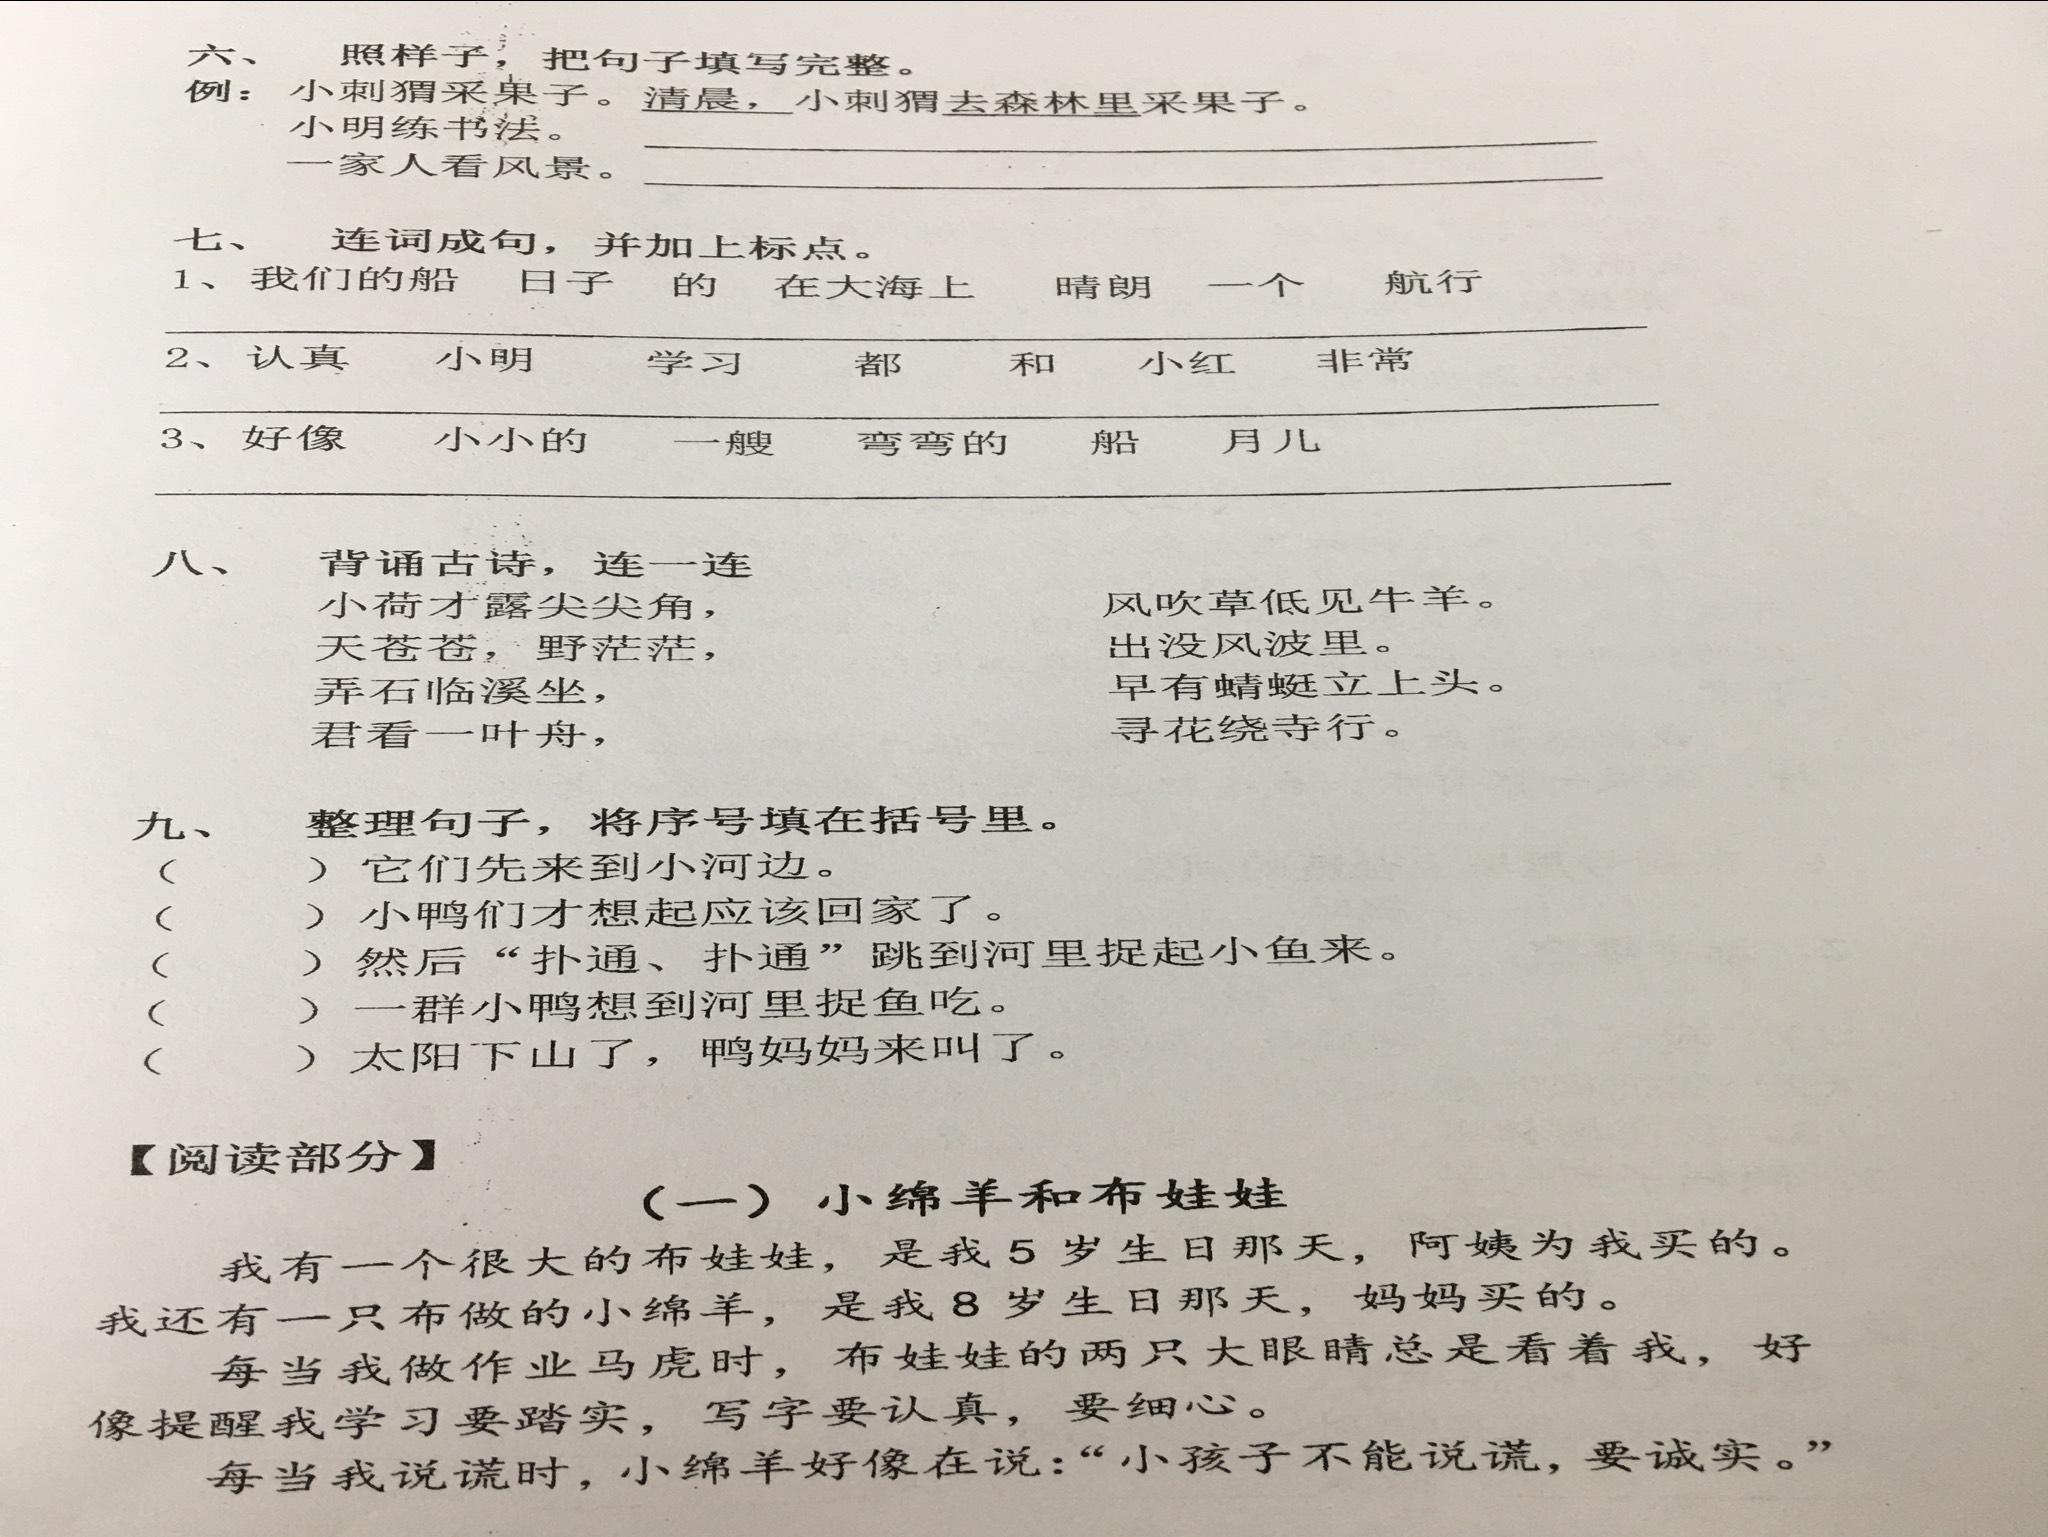 六、 照样子，把句子填写完整。
例：小刺猬采果子。清晨，小刺猬去森林里采果子。
小明练书法。
一家人看风景。
七、 连词成句，并加上标点。
1、我们的船 日子 的 在大海上 晴朗 一个 航行
2、认真 小明 学习 都 和 小红 非常
3、好像 小小的 一艘 弯弯的 船 月儿
八、 背诵古诗，连一连
小荷才露尖尖角， 风吹草低见牛羊。
天苍苍，野茫茫， 出没风波里。
弄石临溪坐， 早有蜻蜓立上头。
君看一叶舟， 寻花绕寺行。
九、 整理句子，将序号填在括号里。
（ ）它们先来到小河边。
（ ）小鸭们才想起应该回家了。
（ ）然后“扑通、扑通”跳到河里捉起小鱼来。
（ ）一群小鸭想到河里捉鱼吃。
（ ）太阳下山了，鸭妈妈来叫了。
【阅读部分】
（一）小绵羊和布娃娃
我有一个很大的布娃娃，是我5岁生日那天，阿姨为我买的。
我还有一只布做的小绵羊，是我8岁生日那天，妈妈买的。
每当我做作业马虎时，布娃娃的两只大眼睛总是看着我，好
像提醒我学习要踏实，写字要认真，要细心。
每当我说谎时，小绵羊好像在说：“小孩子不能说谎，要诚实。”